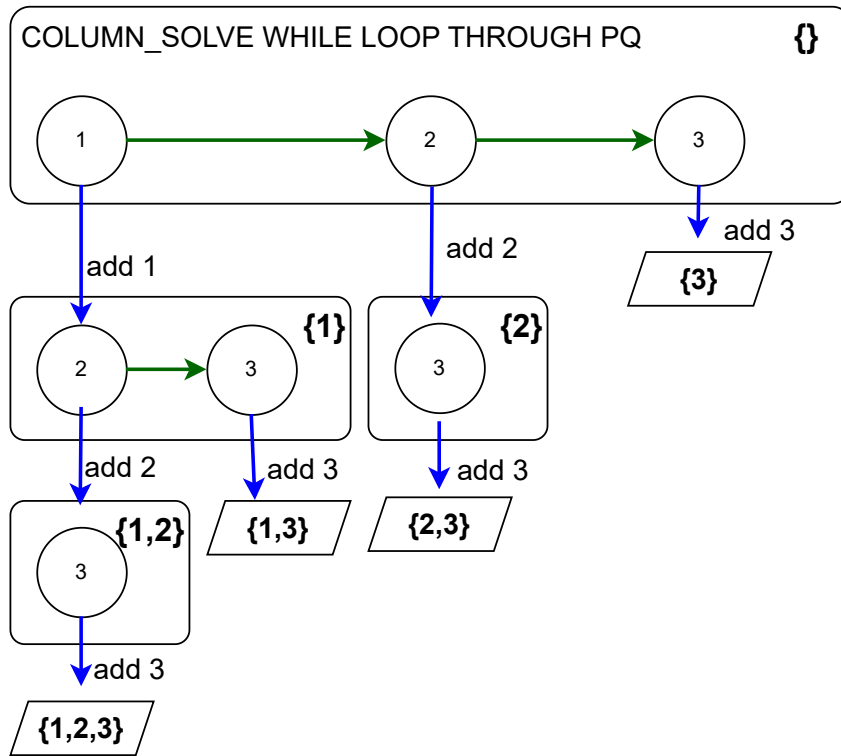 COLUMN_SOLVE WHILE LOOP THROUGH PQ {}
1 2 3
add 1
add 2
add 3
{3}
{1}
2 3
{2}
3
add 2
add 3
add 3
{1,2}
3
{1,3}
{2,3}
add 3
{1,2,3}